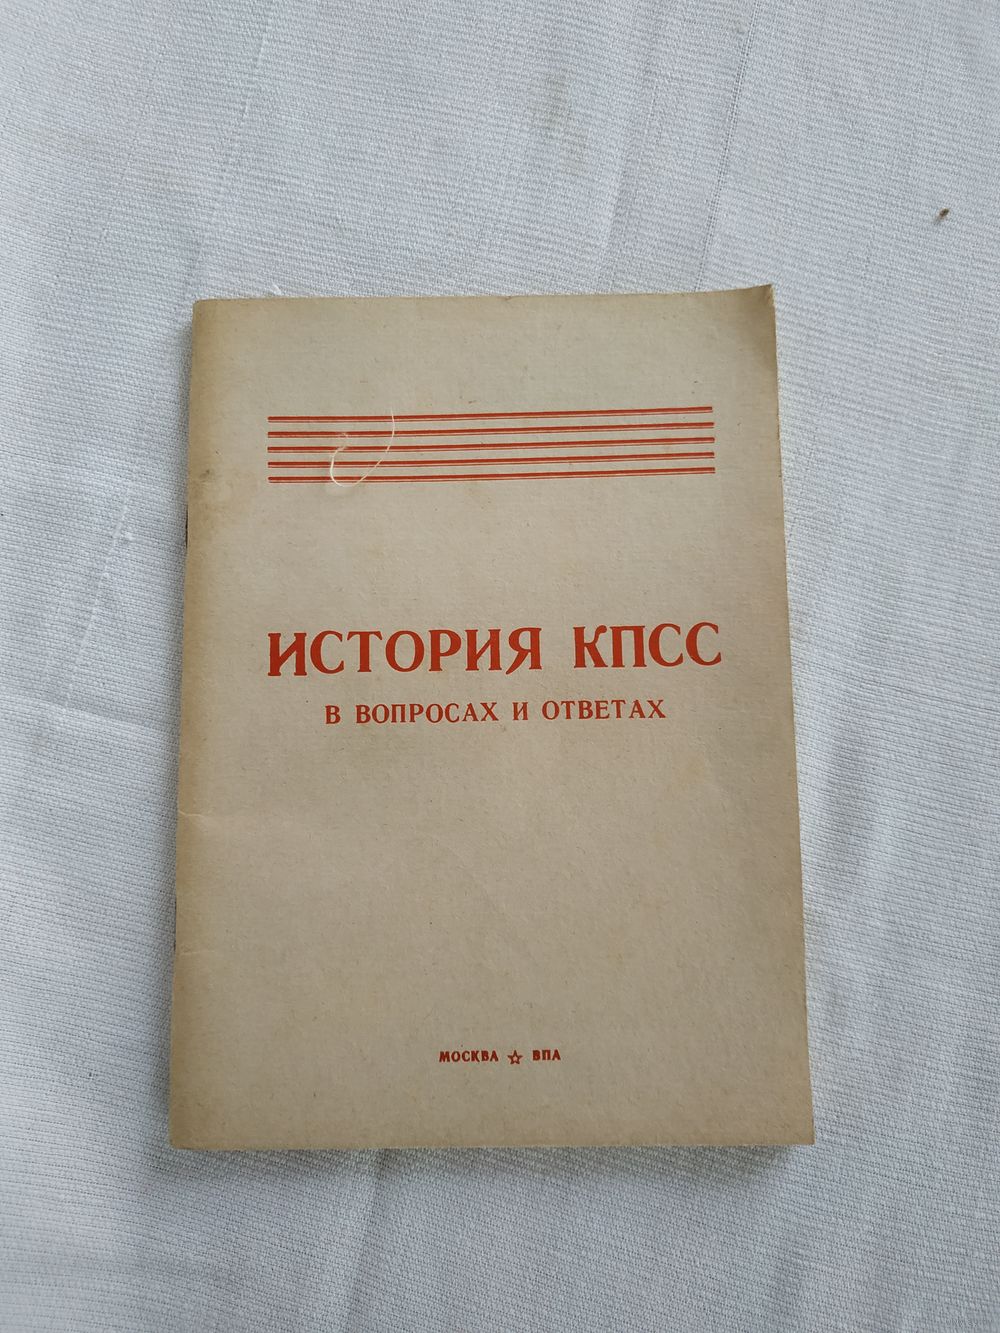 ИСТОРИЯ КПСС
В ВОПРОСАХ И ОТВЕТАХ
МОСКВА ☆ ВПА